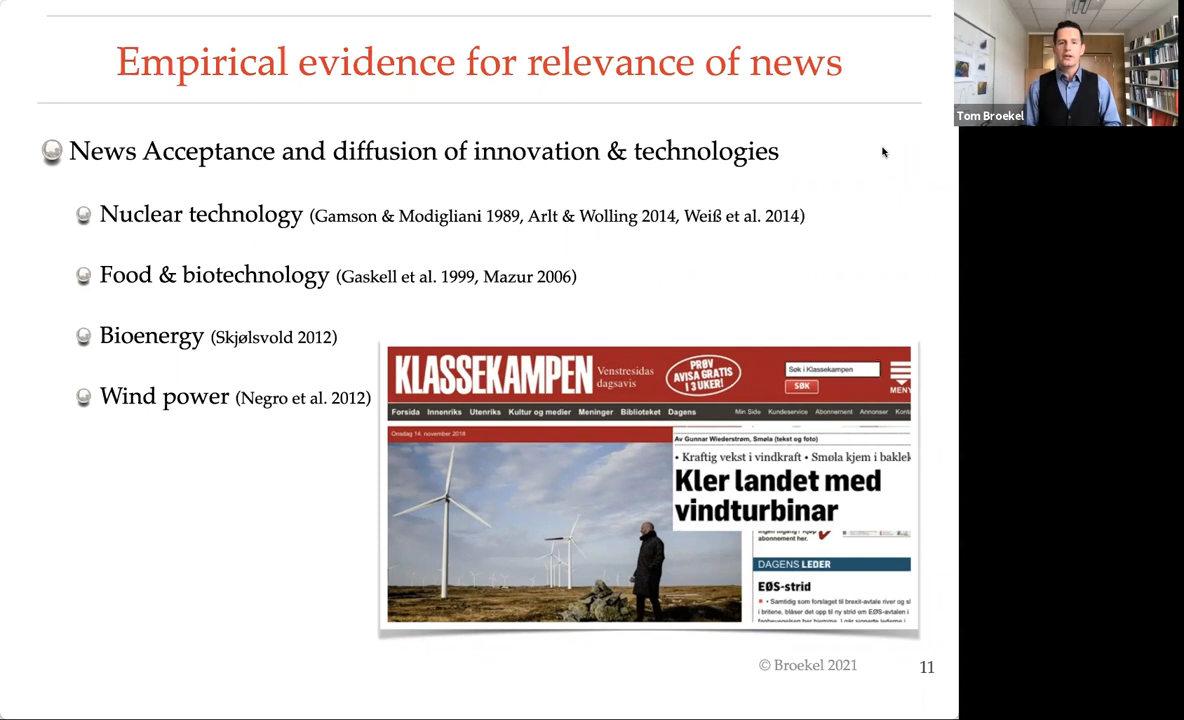 Empirical evidence for relevance of news
Tom Broekel
News Acceptance and diffusion of innovation & technologies
Nuclear technology (Gamson & Modigliani 1989, Arlt & Wolling 2014, Weiß et al. 2014)
Food & biotechnology (Gaskell et al. 1999, Mazur 2006)
Bioenergy (Skjølsvold 2012)
Wind power (Negro et al. 2012)
KLASSEKAMPEN
Venstresidas
dagsavis
PRØV
AVISA GRATIS
I 3 UKER!
Søk i Klassekampen
SØK
MENY
Forsida Innenriks Utenriks Kultur og medier Meninger Biblioteket Dagens
Min Side Kundeservice Abonnement Annonser Konta
Onsdag 14. november 2018
Av Gunnar Wiederstrøm, Smøla (tekst og foto)
• Kraftig vekst i vindkraft • Smøla kjem i baklek
Kler landet med
vindturbinar
abonnement her.
DAGENS LEDER
EØS-strid
• Samtidig som forslaget til brexit-avtale river og sl
i britene, blåser det opp til ny strid om EØS-avtalen i
© Broekel 2021
11